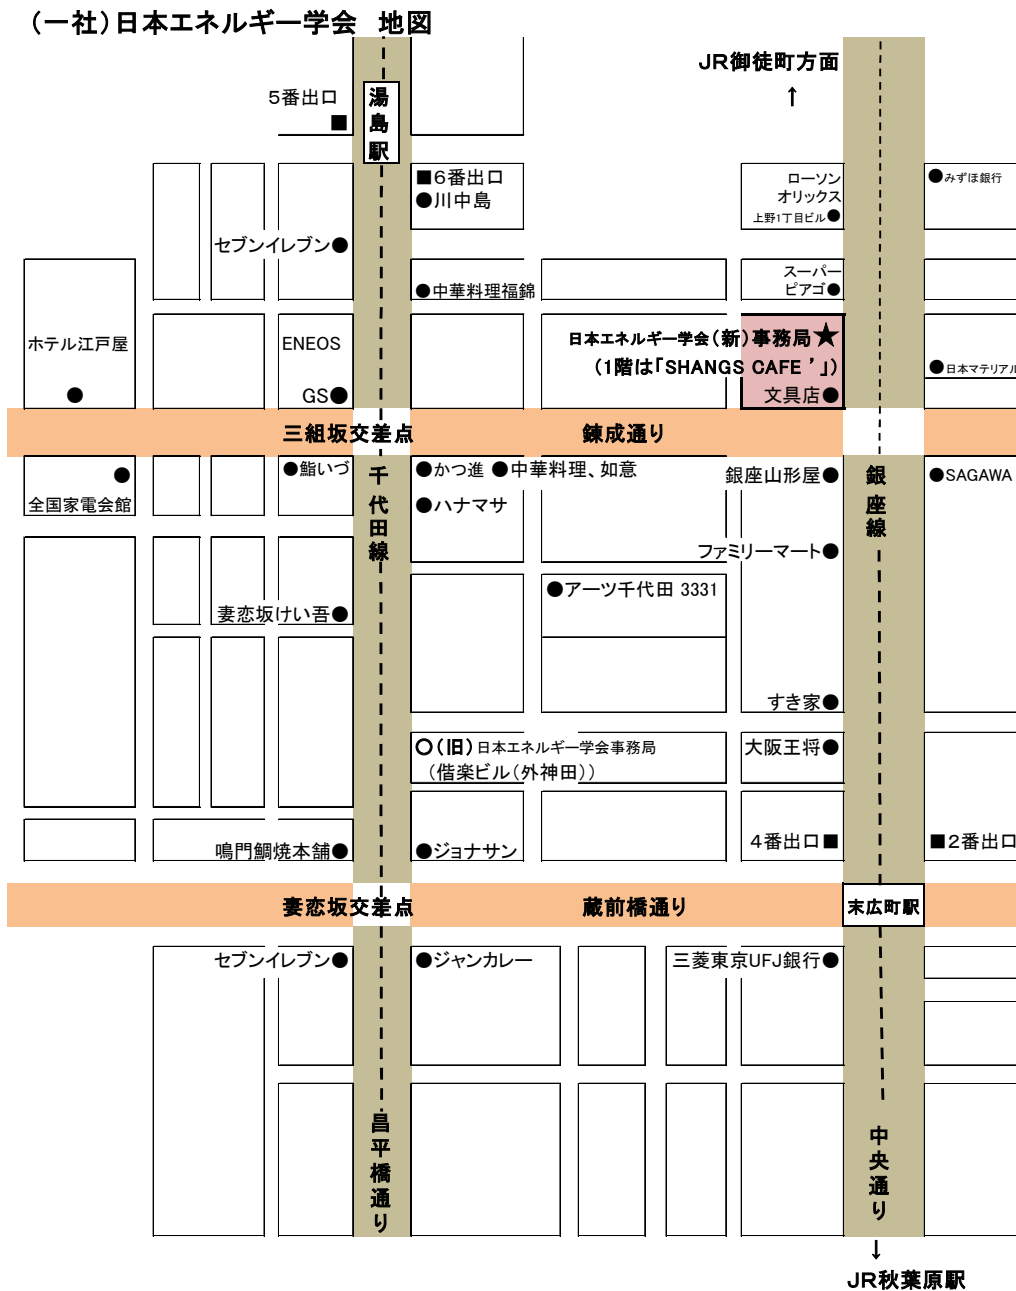 (一社)日本エネルギー学会 地図
JR御徒町方面
↑
5番出口
■
湯島駅
■6番出口
●川中島
ローソン
オリックス
上野1丁目ビル●
●みずほ銀行
セブンイレブン●
●中華料理福錦
スーパー
ピアゴ●
ホテル江戸屋
●
ENEOS
GS●
日本エネルギー学会(新)事務局★
(1階は「SHANGS CAFE ’」)
文具店●
●日本マテリアル
三組坂交差点
錬成通り
●
全国家電会館
●鮨いづ
千代田線
●かつ進 ●中華料理、如意
●ハナマサ
銀座山形屋●
銀座線
●SAGAWA
ファミリーマート●
●アーツ千代田 3331
妻恋坂けい吾●
すき家●
○(旧)日本エネルギー学会事務局
(偕楽ビル(外神田))
大阪王将●
鳴門鯛焼本舗●
●ジョナサン
4番出口■
■2番出口
妻恋坂交差点
蔵前橋通り
末広町駅
セブンイレブン●
●ジャンカレー
三菱東京UFJ銀行●
昌平橋通り
中央通り
↓
JR秋葉原駅